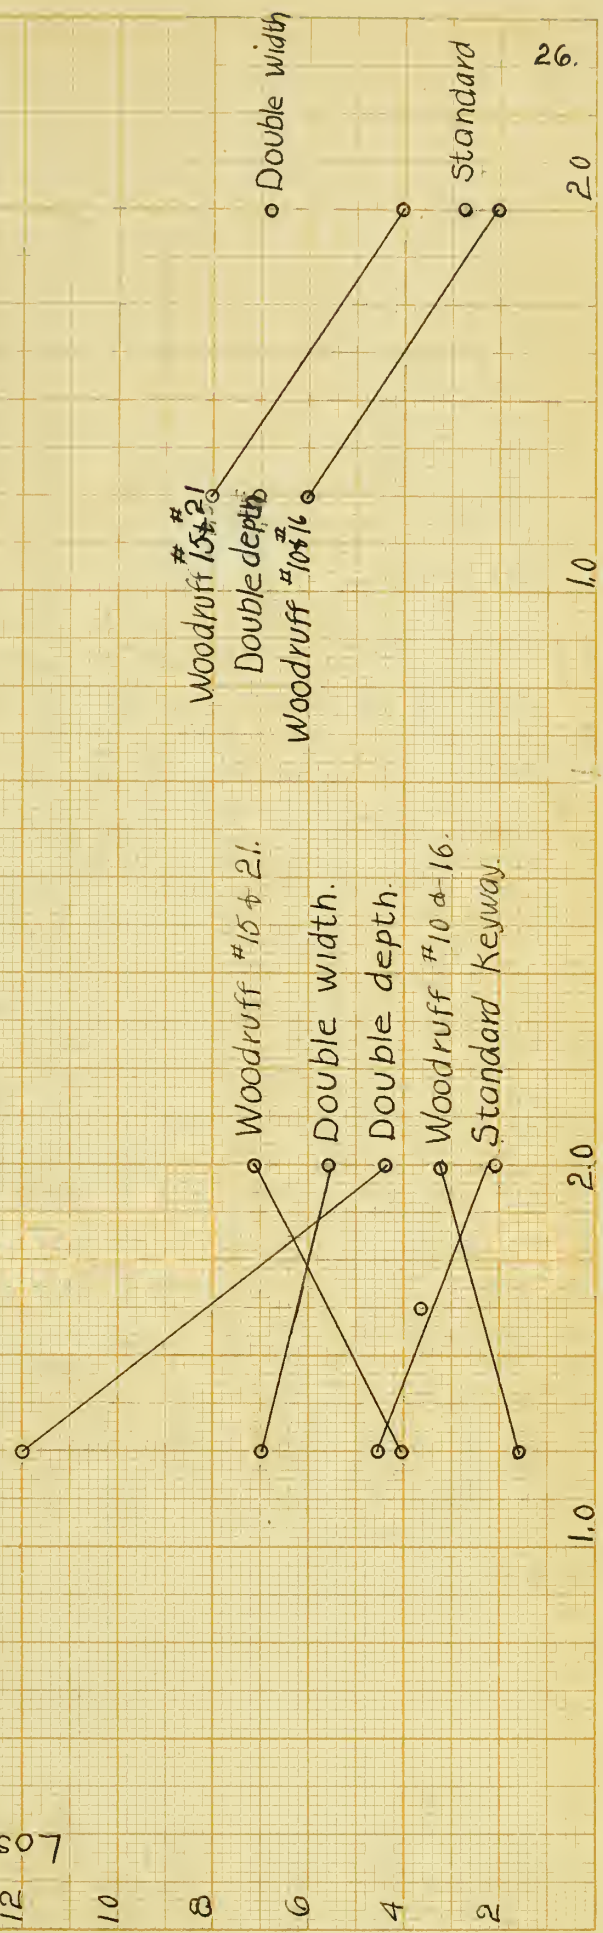 26.
Los
12
10
8
6
4
2
Woodruff #15 & 21.
Double width.
Double depth.
Woodruff #10 & 16.
Standard Keyway.
1.0
2.0
Woodruff #15 & #21
Double depth
Woodruff #10 & #16
Double width
Standard
1.0
2.0